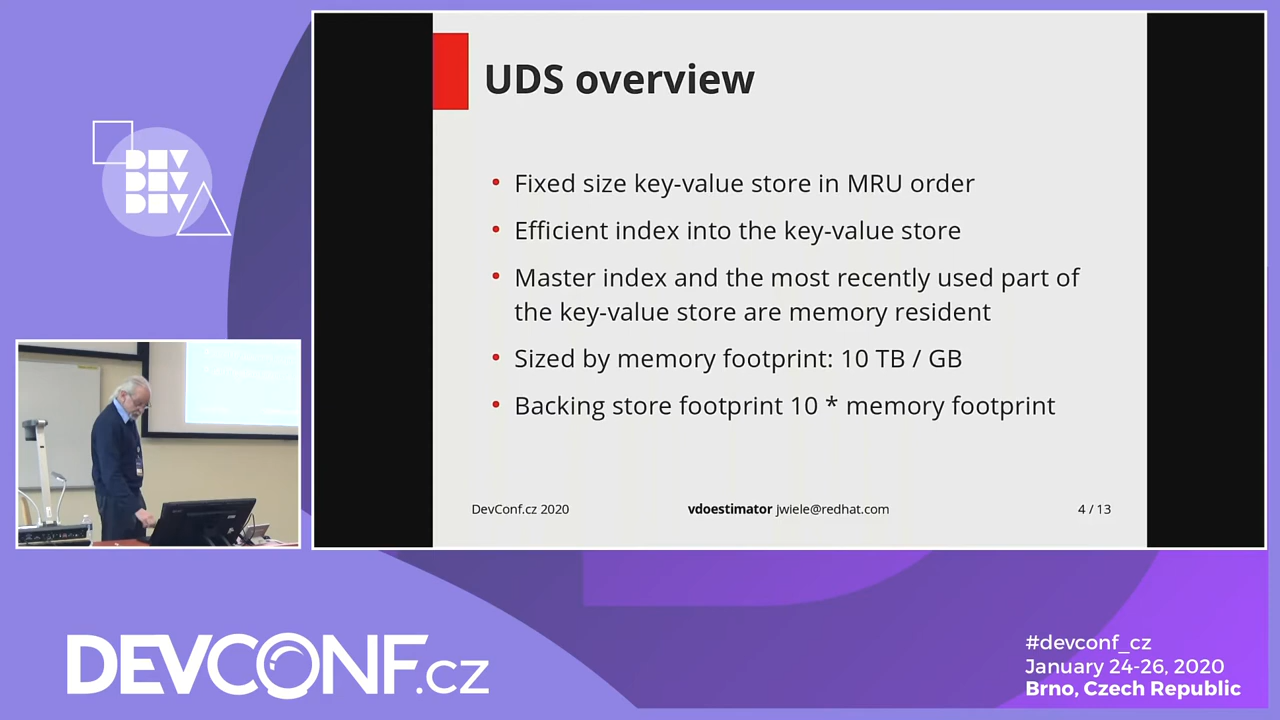 UDS overview
• Fixed size key-value store in MRU order
• Efficient index into the key-value store
• Master index and the most recently used part of
the key-value store are memory resident
• Sized by memory footprint: 10 TB / GB
• Backing store footprint 10 * memory footprint
DevConf.cz 2020
vdoestimator jwiele@redhat.com
4 / 13
DEV
DEV
DEV
DEVCONF.cz
#devconf_cz
January 24-26, 2020
Brno, Czech Republic